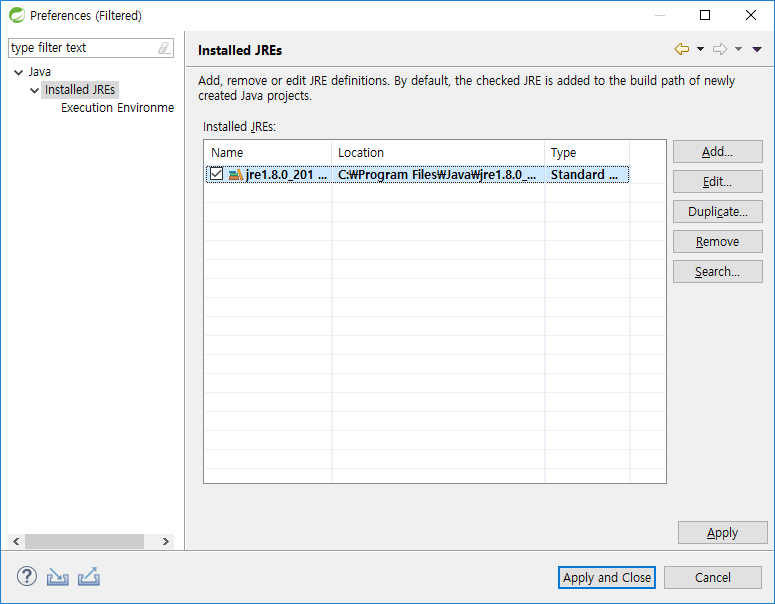 Preferences (Filtered)
type filter text
Java
Installed JREs
Execution Environme
Installed JREs
Add, remove or edit JRE definitions. By default, the checked JRE is added to the build path of newly
created Java projects.
Installed JREs:
Name Location Type
jre1.8.0_201 ... C:₩Program Files₩Java₩jre1.8.0_... Standard ...
Add...
Edit...
Duplicate...
Remove
Search...
Apply
?
Apply and Close Cancel